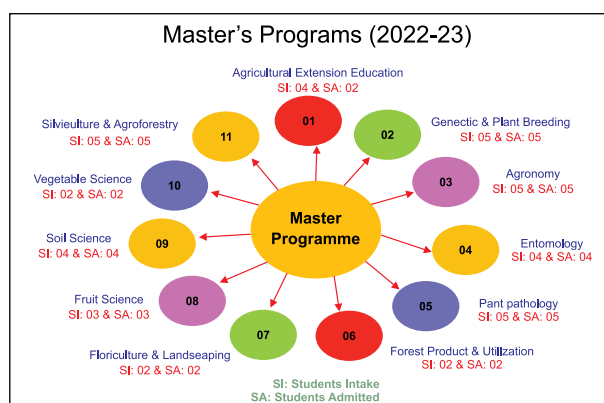 Master's Programs (2022-23)
Agricultural Extension Education
SI: 04 & SA: 02
01
Genectic & Plant Breeding
SI: 05 & SA: 05
02
Agronomy
SI: 05 & SA: 05
03
Entomology
SI: 04 & SA: 04
04
Pant pathology
SI: 05 & SA: 05
05
Forest Product & Utilization
SI: 02 & SA: 02
06
Floriculture & Landseaping
SI: 02 & SA: 02
07
Fruit Science
SI: 03 & SA: 03
08
Soil Science
SI: 04 & SA: 04
09
Vegetable Science
SI: 02 & SA: 02
10
Silvieulture & Agroforestry
SI: 05 & SA: 05
11
Master
Programme
SI: Students Intake
SA: Students Admitted